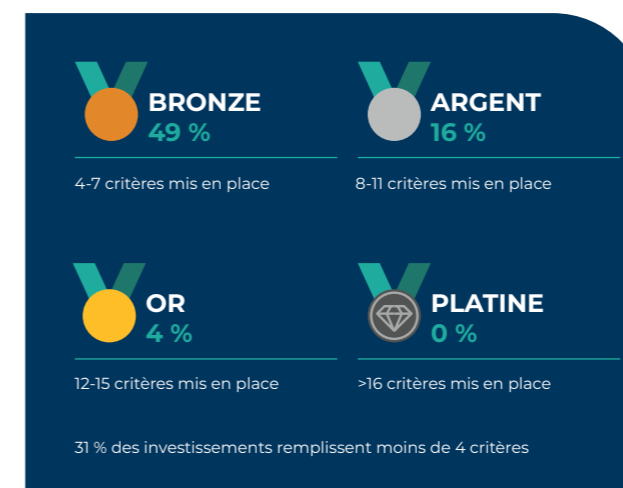 BRONZE
49 %
4-7 critères mis en place
ARGENT
16 %
8-11 critères mis en place
OR
4 %
12-15 critères mis en place
PLATINE
0 %
>16 critères mis en place
31 % des investissements remplissent moins de 4 critères